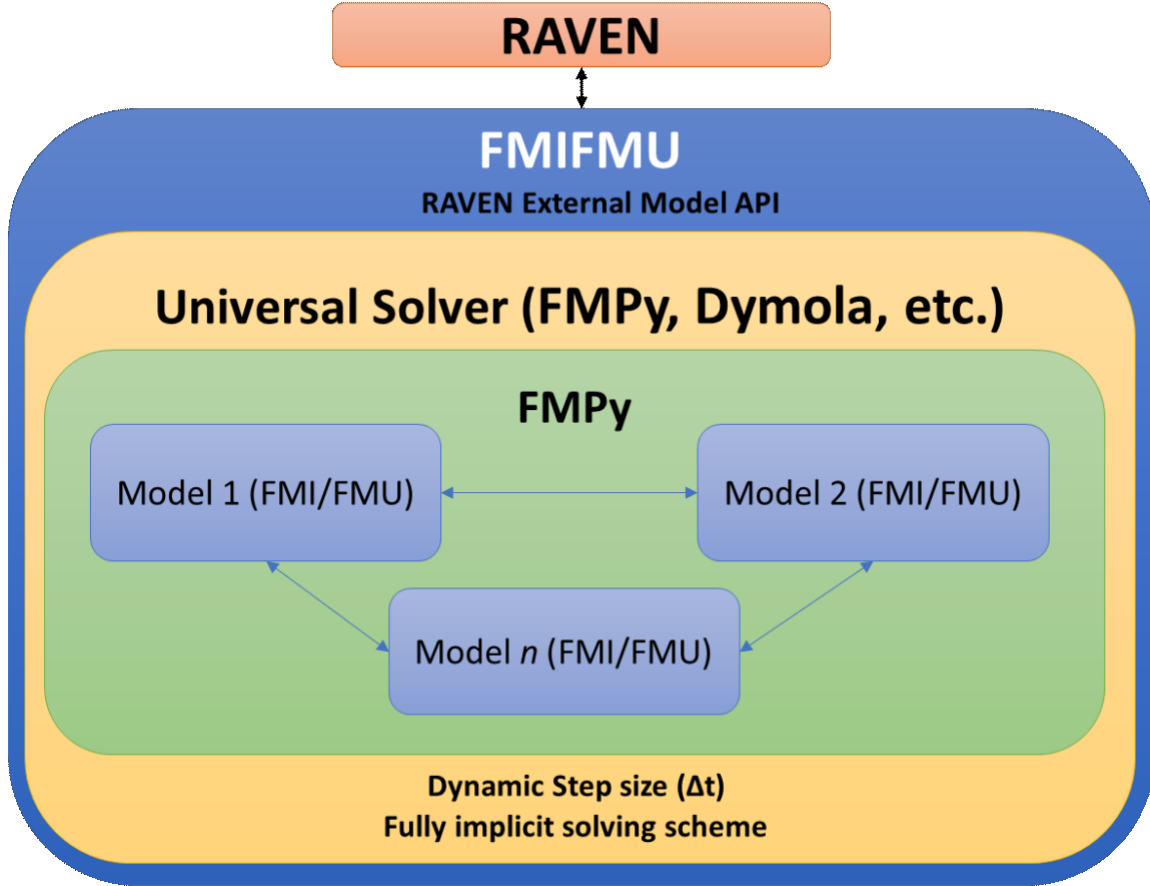 RAVEN
FMIFMU
RAVEN External Model API
Universal Solver (FMPy, Dymola, etc.)
FMPy
Model 1 (FMI/FMU)
Model 2 (FMI/FMU)
Model n (FMI/FMU)
Dynamic Step size (Δt)
Fully implicit solving scheme